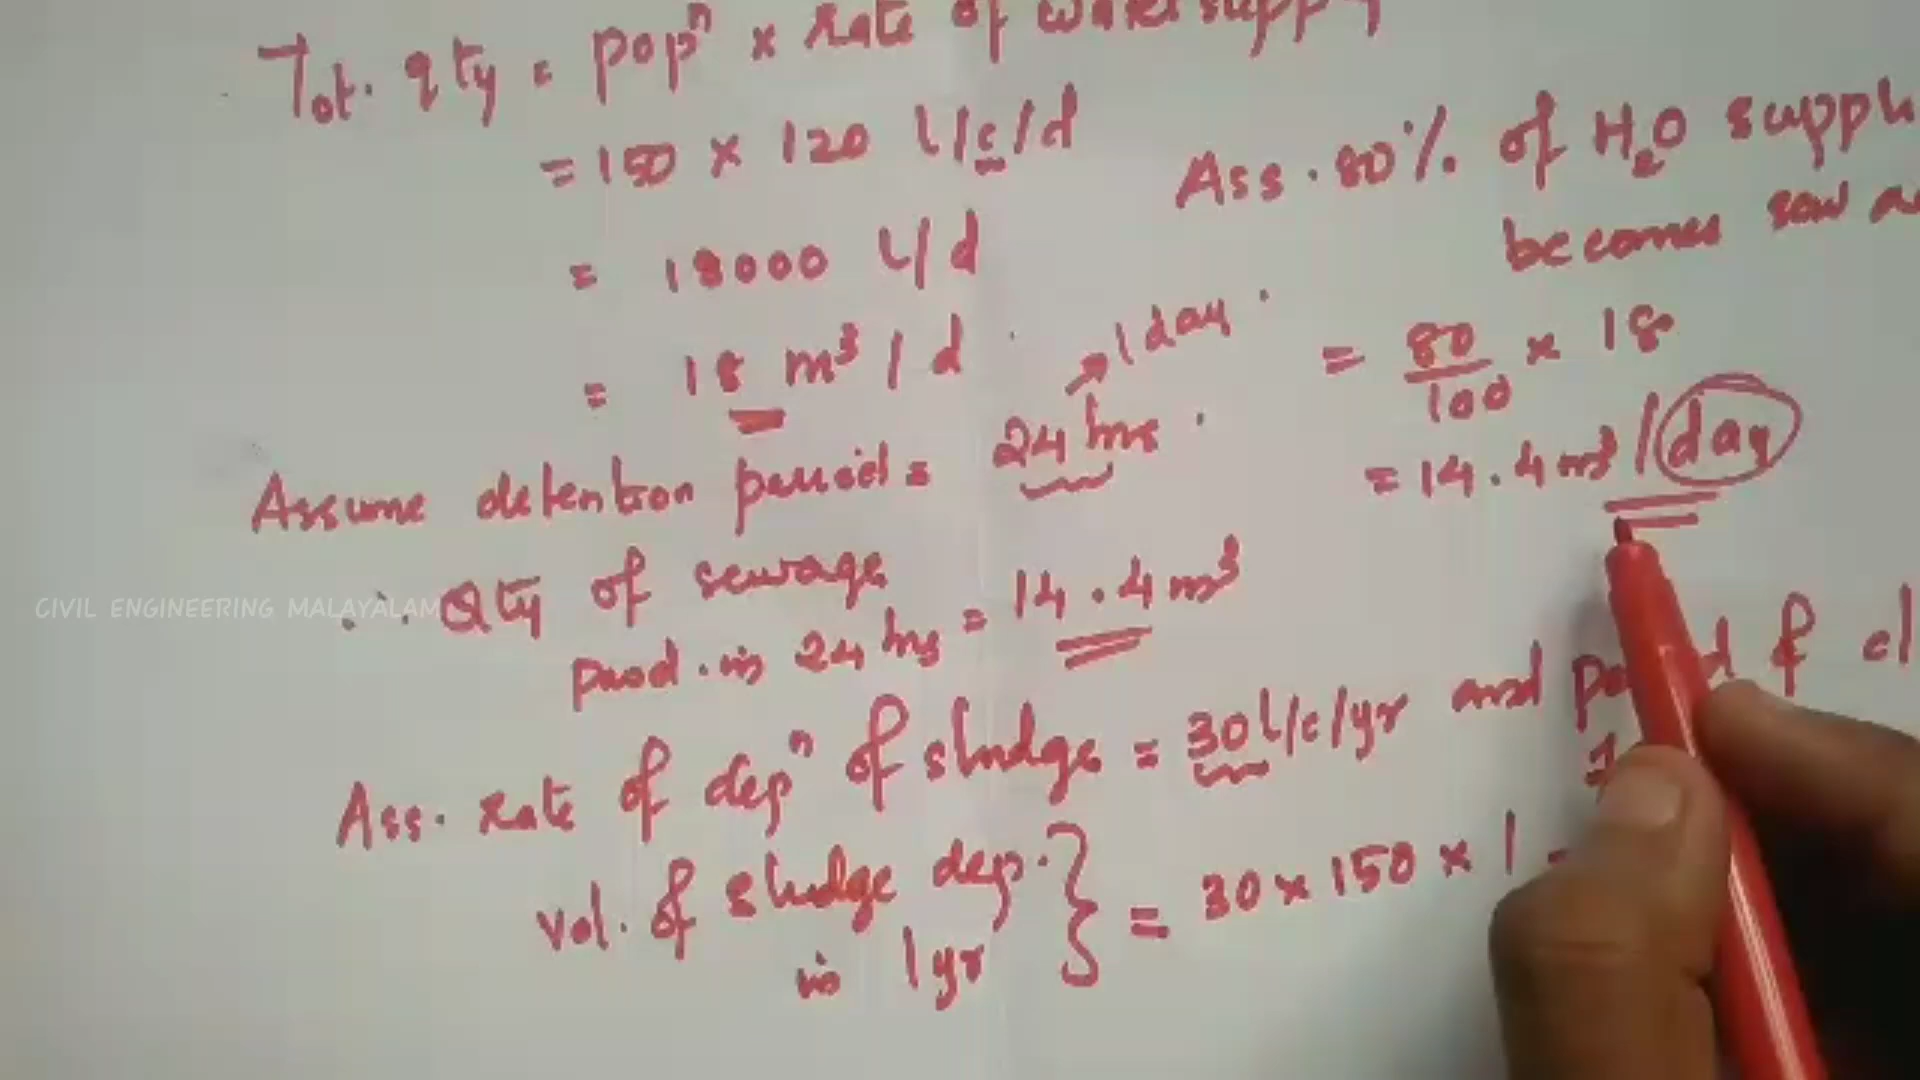 Tot. qty = popⁿ x rate of water supply
= 150 x 120 l/c/d
Ass. 80% of H₂O
becomes
= 18000 l/d
= 18 m³/d
1 day
= 80/100 x 18
= 14.4 m³/day
Assume detention period = 24 hrs
∴ Qty of sewage
prod. in 24 hrs = 14.4 m³
Ass. rate of depⁿ of sludge = 30 l/c/yr and
vol. of sludge dep. in 1 yr } = 30 x 150 x 1
CIVIL ENGINEERING MALAYALAM